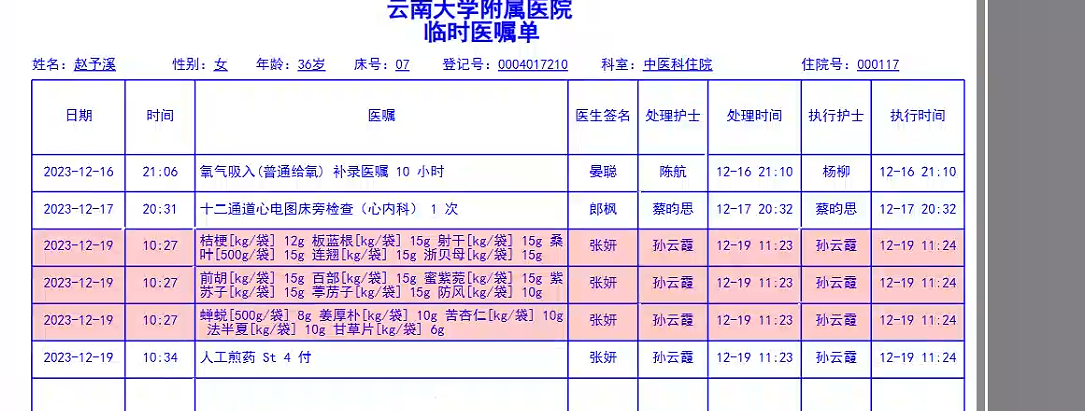 云南大学附属医院
临时医嘱单
姓名: 赵予溪 性别: 女 年龄: 36岁 床号: 07 登记号: 0004017210 科室: 中医科住院 住院号: 000117
日期 时间 医嘱 医生签名 处理护士 处理时间 执行护士 执行时间
2023-12-16 21:06 氧气吸入(普通给氧) 补录医嘱 10 小时 晏聪 陈航 12-16 21:10 杨柳 12-16 21:10
2023-12-17 20:31 十二通道心电图床旁检查（心内科） 1 次 郎枫 蔡昀思 12-17 20:32 蔡昀思 12-17 20:32
2023-12-19 10:27 桔梗[kg/袋] 12g 板蓝根[kg/袋] 15g 射干[kg/袋] 15g 桑 张妍 孙云霞 12-19 11:23 孙云霞 12-19 11:24
叶[500g/袋] 15g 连翘[kg/袋] 15g 浙贝母[kg/袋] 15g
2023-12-19 10:27 前胡[kg/袋] 15g 百部[kg/袋] 15g 蜜紫菀[kg/袋] 15g 紫 张妍 孙云霞 12-19 11:23 孙云霞 12-19 11:24
苏子[kg/袋] 15g 葶苈子[kg/袋] 15g 防风[kg/袋] 10g
2023-12-19 10:27 蝉蜕[500g/袋] 8g 姜厚朴[kg/袋] 10g 苦杏仁[kg/袋] 10g 张妍 孙云霞 12-19 11:23 孙云霞 12-19 11:24
法半夏[kg/袋] 10g 甘草片[kg/袋] 6g
2023-12-19 10:34 人工煎药 St 4 付 张妍 孙云霞 12-19 11:23 孙云霞 12-19 11:24